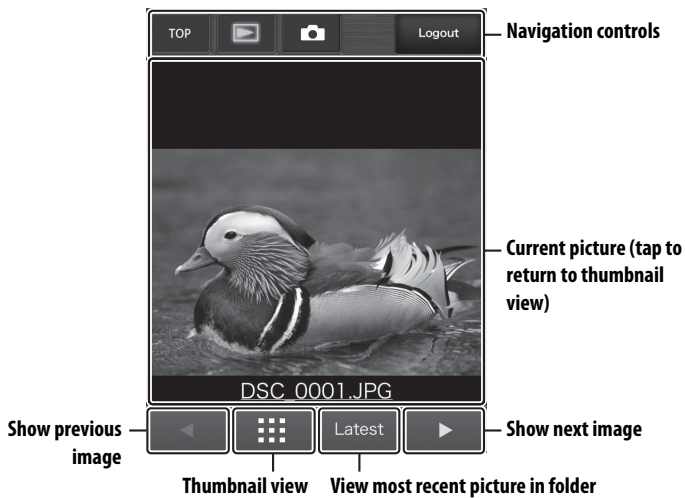 TOP
Logout
Navigation controls
Current picture (tap to
return to thumbnail
view)
DSC_0001.JPG
Show previous
image
Latest
Show next image
Thumbnail view
View most recent picture in folder